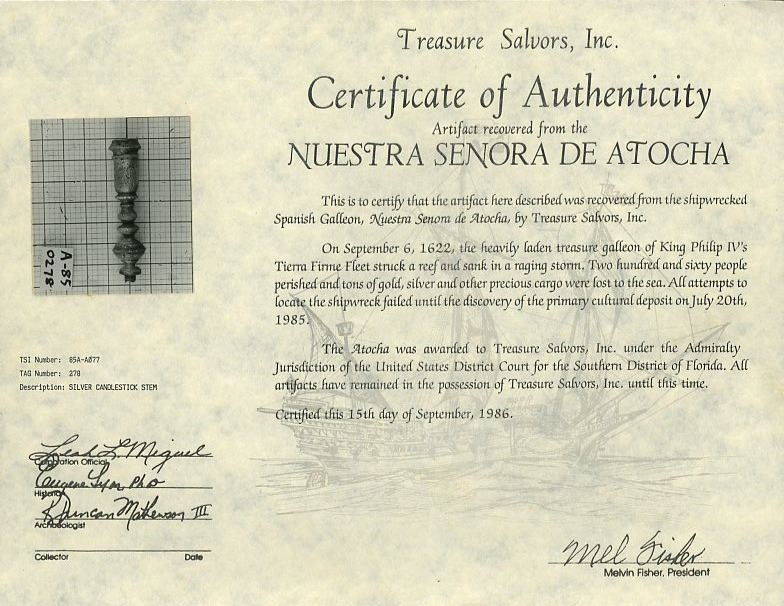 Treasure Salvors, Inc.
Certificate of Authenticity
Artifact recovered from the
NUESTRA SENORA DE ATOCHA
This is to certify that the artifact here described was recovered from the shipwrecked
Spanish Galleon, Nuestra Senora de Atocha, by Treasure Salvors, Inc.
On September 6, 1622, the heavily laden treasure galleon of King Philip IV's
Tierra Firme Fleet struck a reef and sank in a raging storm. Two hundred and sixty people
perished and tons of gold, silver and other precious cargo were lost to the sea. All attempts to
locate the shipwreck failed until the discovery of the primary cultural deposit on July 20th,
1985.
The Atocha was awarded to Treasure Salvors, Inc. under the Admiralty
Jurisdiction of the United States District Court for the Southern District of Florida. All
artifacts have remained in the possession of Treasure Salvors, Inc. until this time.
Certified this 15th day of September, 1986.
A-85
0278
TSI Number: 85A-A077
TAG Number: 278
Description: SILVER CANDLESTICK STEM
Leah L. Miguel
Corporation Official
Eugene Lyon PhD
Historian
R Duncan Mathewson III
Archaeologist
Collector Date
Mel Fisher
Melvin Fisher, President